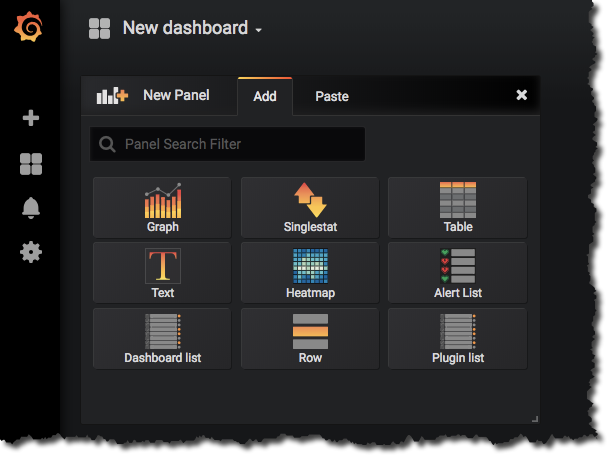 New dashboard
New Panel Add Paste
Panel Search Filter
Graph Singlestat Table
Text Heatmap Alert List
Dashboard list Row Plugin list